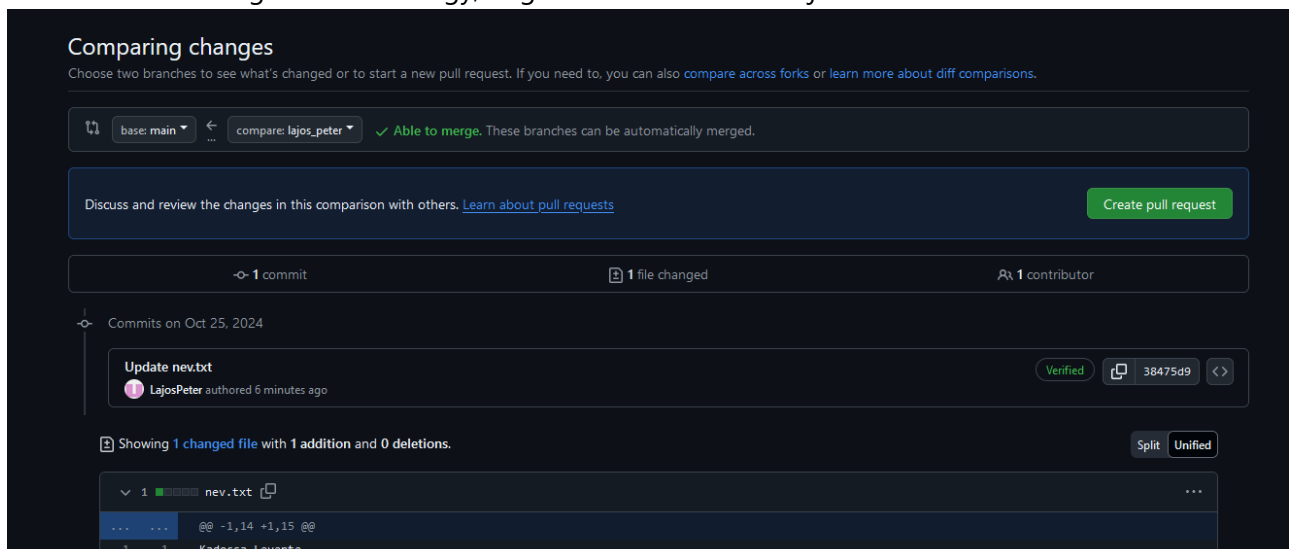 Comparing changes
Choose two branches to see what's changed or to start a new pull request. If you need to, you can also compare across forks or learn more about diff comparisons.
base: main ← ... compare: lajos_peter ✓ Able to merge. These branches can be automatically merged.
Discuss and review the changes in this comparison with others. Learn about pull requests Create pull request
1 commit 1 file changed 1 contributor
Commits on Oct 25, 2024
Update nev.txt
LajosPeter authored 6 minutes ago Verified 38475d9 <>
Showing 1 changed file with 1 addition and 0 deletions. Split Unified
1 nev.txt ...
... ... @@ -1,14 +1,15 @@
1 1 Kadocsa Levente